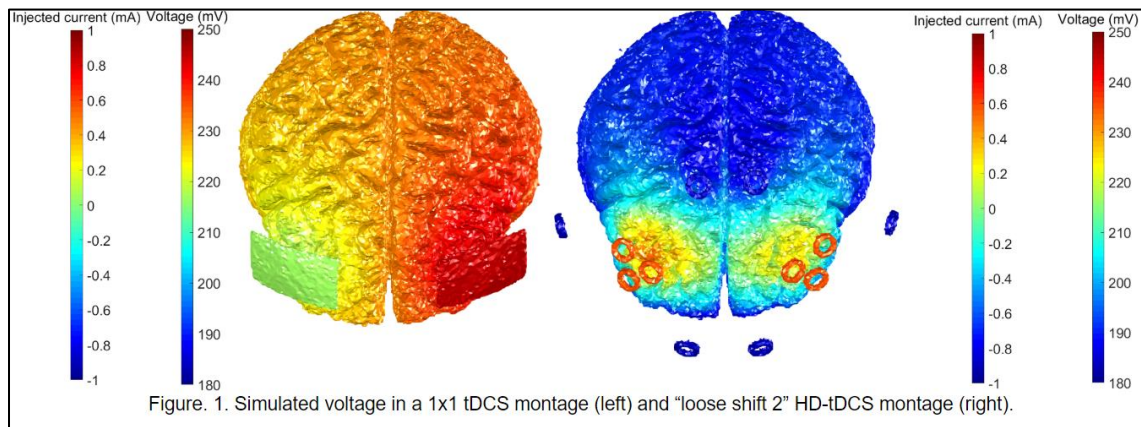 Injected current (mA) Voltage (mV) Injected current (mA) Voltage (mV)
1 250 1 250
0.8 0.8
240 240
0.6 0.6
0.4 230 0.4 230
0.2 0.2
220 220
0 0
-0.2 210 -0.2 210
-0.4 -0.4
200 200
-0.6 -0.6
190 190
-0.8 -0.8
-1 180 -1 180
Figure. 1. Simulated voltage in a 1x1 tDCS montage (left) and “loose shift 2” HD-tDCS montage (right).